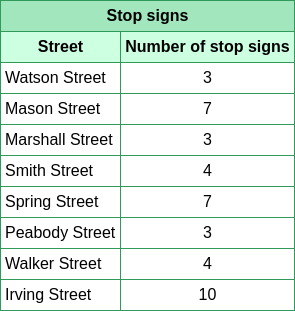 Stop signs
Street Number of stop signs
Watson Street 3
Mason Street 7
Marshall Street 3
Smith Street 4
Spring Street 7
Peabody Street 3
Walker Street 4
Irving Street 10